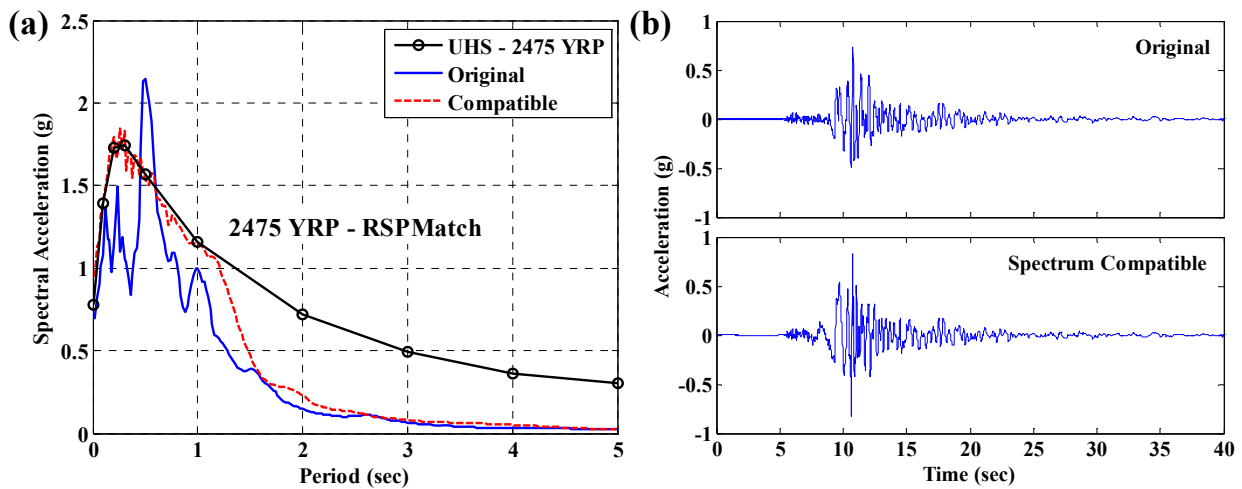 (a)
2.5
2
1.5
1
0.5
0
Spectral Acceleration (g)
UHS - 2475 YRP
Original
Compatible
2475 YRP - RSPMatch
0 1 2 3 4 5
Period (sec)
(b)
1
0.5
0
-0.5
-1
Original
Acceleration (g)
1
0.5
0
-0.5
-1
Spectrum Compatible
0 5 10 15 20 25 30 35 40
Time (sec)